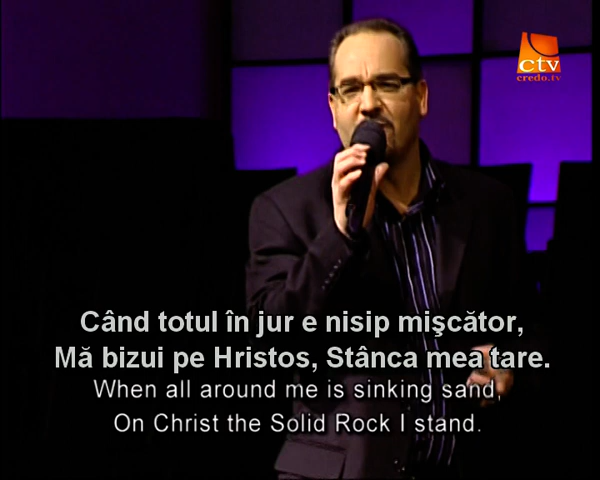 ctv
credo.tv
Când totul în jur e nisip mişcător,
Mă bizui pe Hristos, Stânca mea tare.
When all around me is sinking sand,
On Christ the Solid Rock I stand.